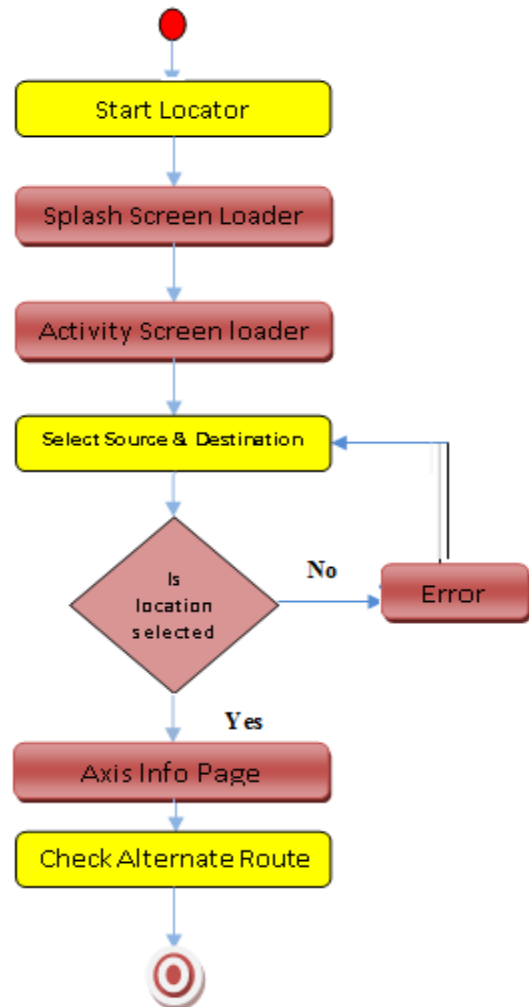 Start Locator
Splash Screen Loader
Activity Screen loader
Select Source & Destination
Is
location
selected
No
Error
Yes
Axis Info Page
Check Alternate Route